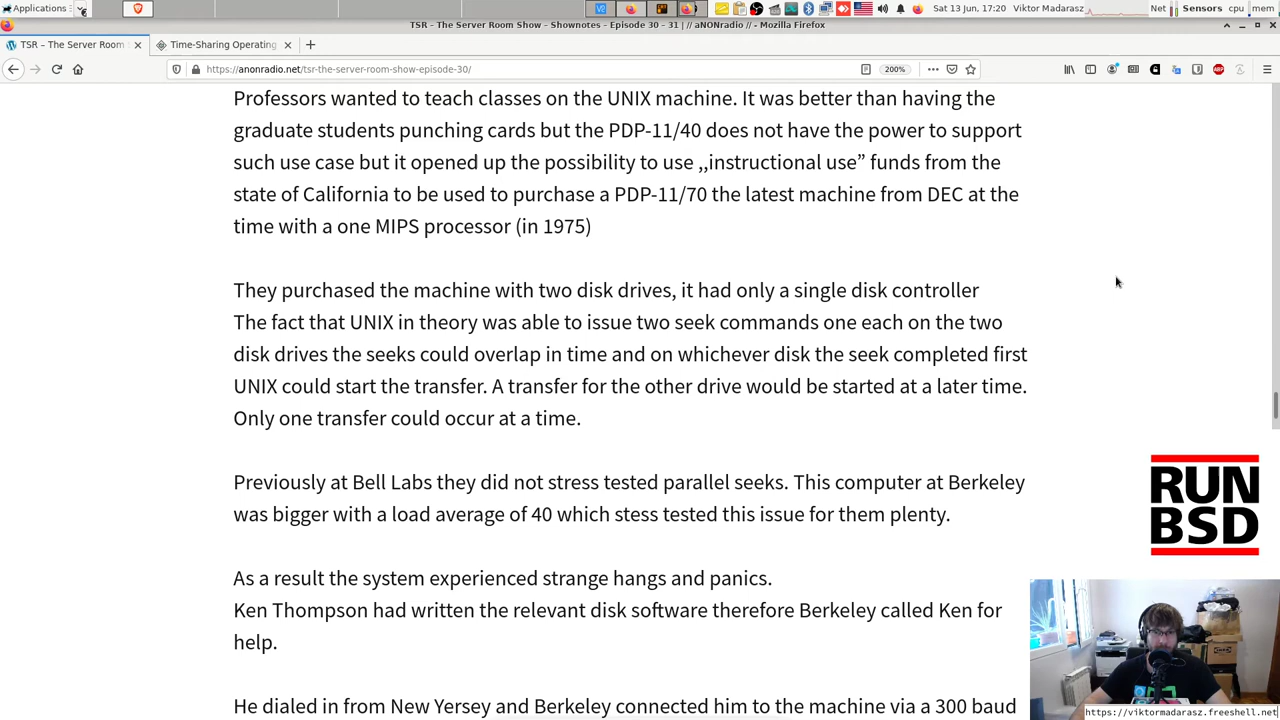 Applications
Sat 13 Jun, 17:20 Viktor Madarasz
Net Sensors cpu mem
TSR – The Server Room Show – Shownotes – Episode 30 – 31 | // aNONradio // - Mozilla Firefox
TSR – The Server Room
Time-Sharing Operating
https://anonradio.net/tsr-the-server-room-show-episode-30/
200%
Professors wanted to teach classes on the UNIX machine. It was better than having the
graduate students punching cards but the PDP-11/40 does not have the power to support
such use case but it opened up the possibility to use ,,instructional use” funds from the
state of California to be used to purchase a PDP-11/70 the latest machine from DEC at the
time with a one MIPS processor (in 1975)
They purchased the machine with two disk drives, it had only a single disk controller
The fact that UNIX in theory was able to issue two seek commands one each on the two
disk drives the seeks could overlap in time and on whichever disk the seek completed first
UNIX could start the transfer. A transfer for the other drive would be started at a later time.
Only one transfer could occur at a time.
Previously at Bell Labs they did not stress tested parallel seeks. This computer at Berkeley
was bigger with a load average of 40 which stess tested this issue for them plenty.
As a result the system experienced strange hangs and panics.
Ken Thompson had written the relevant disk software therefore Berkeley called Ken for
help.
He dialed in from New Yersey and Berkeley connected him to the machine via a 300 baud
RUN
BSD
https://viktormadarasz.freeshell.net